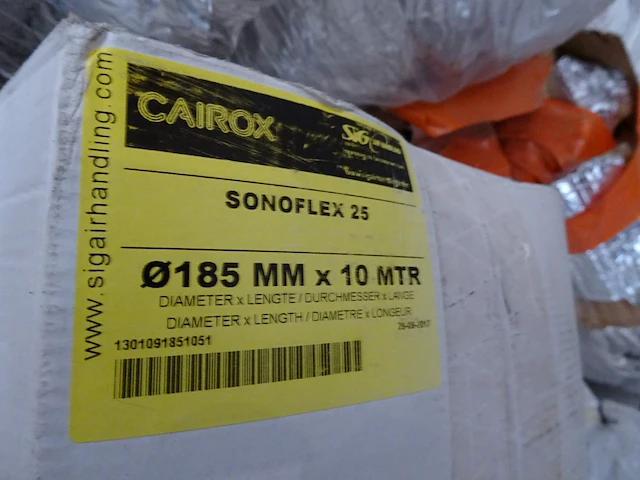 www.sigairhandling.com
CAIROX
SIG
SONOFLEX 25
Ø185 MM x 10 MTR
DIAMETER x LENGTE / DURCHMESSER x LANGE
DIAMETER x LENGTH / DIAMETRE x LONGEUR
1301091851051